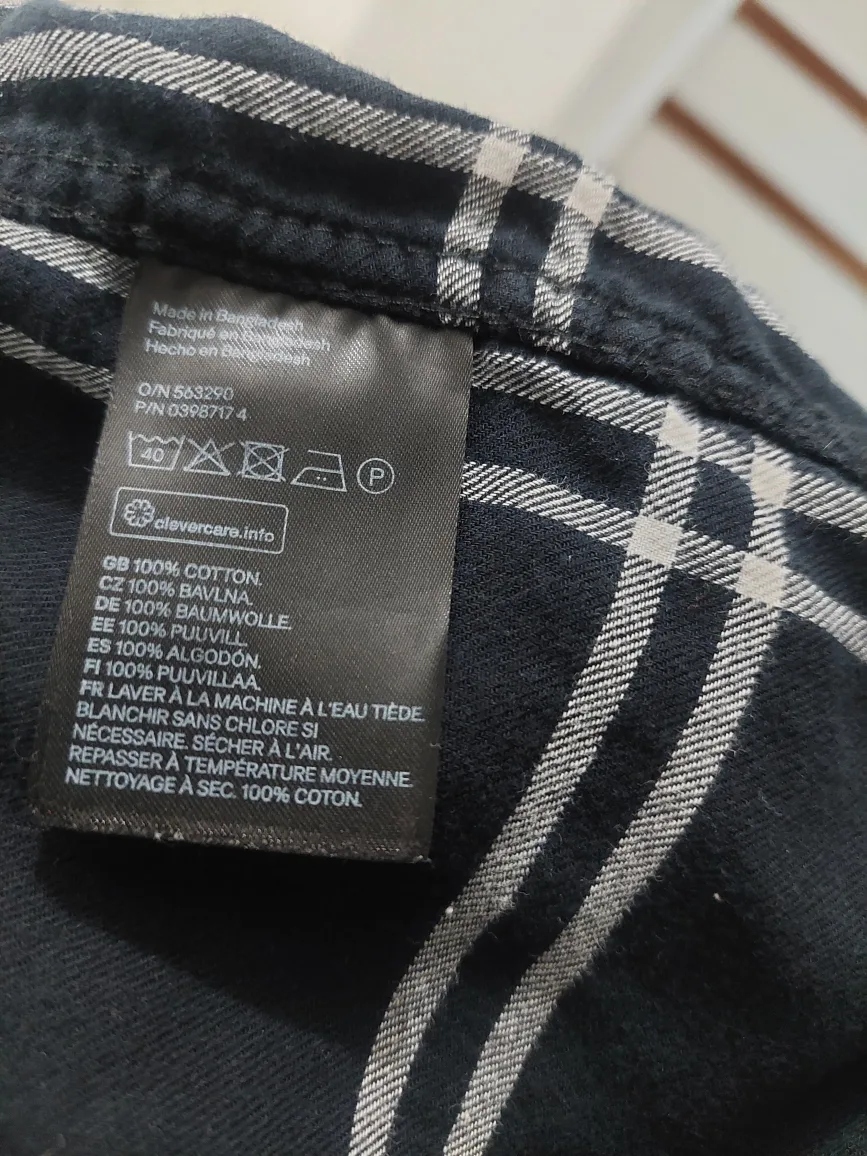 Made in Bangladesh
Fabriqué en Bangladesh
Hecho en Bangladesh
O/N 563290
P/N 0398717 4
40
P
clevercare.info
GB 100% COTTON.
CZ 100% BAVLNA.
DE 100% BAUMWOLLE.
EE 100% PUUVILL.
ES 100% ALGODÓN.
FI 100% PUUVILLAA.
FR LAVER À LA MACHINE À L'EAU TIÈDE.
BLANCHIR SANS CHLORE SI
NÉCESSAIRE. SÉCHER À L'AIR.
REPASSER À TEMPÉRATURE MOYENNE.
NETTOYAGE À SEC. 100% COTON.